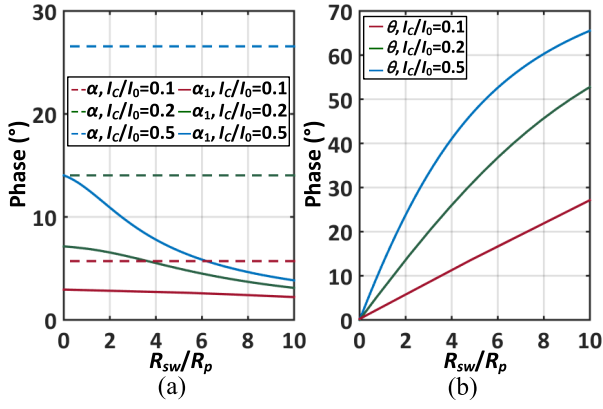 30
20
10
0
Phase (°)
α, I_C/I_0=0.1 α_1, I_C/I_0=0.1
α, I_C/I_0=0.2 α_1, I_C/I_0=0.2
α, I_C/I_0=0.5 α_1, I_C/I_0=0.5
0 2 4 6 8 10
R_sw/R_p
(a)
70
60
50
40
30
20
10
0
Phase (°)
θ, I_C/I_0=0.1
θ, I_C/I_0=0.2
θ, I_C/I_0=0.5
0 2 4 6 8 10
R_sw/R_p
(b)